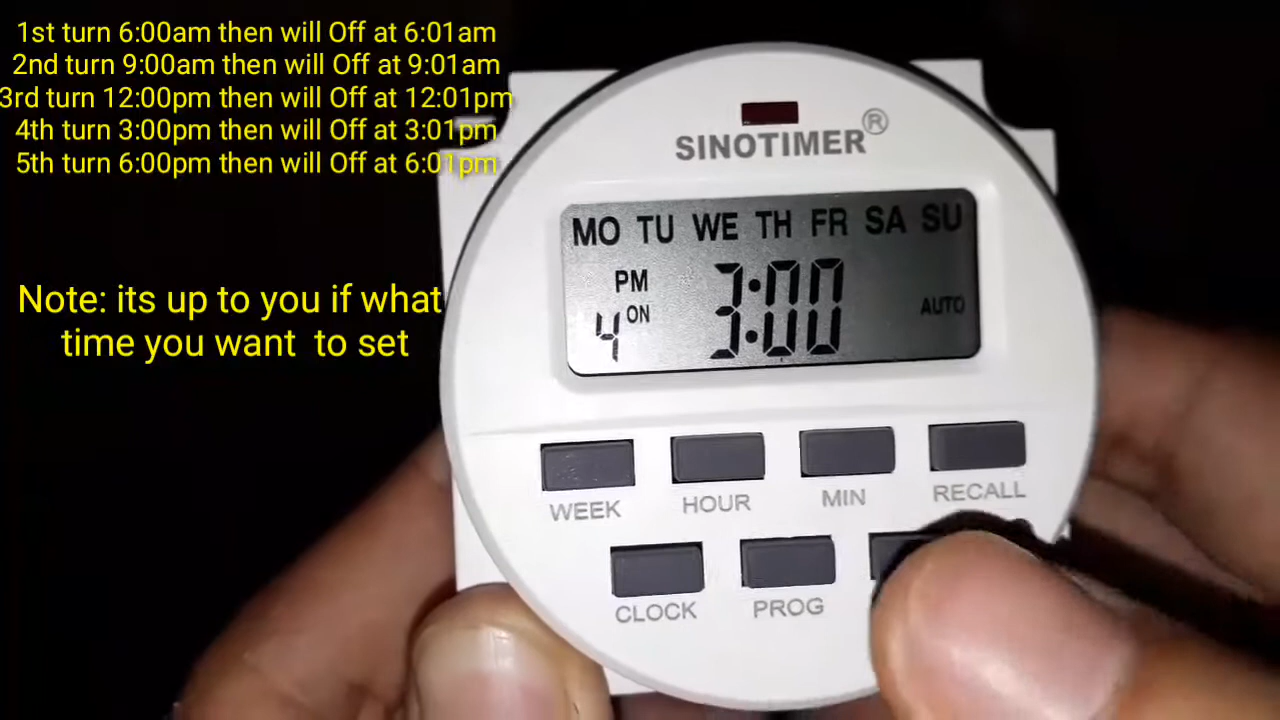 1st turn 6:00am then will Off at 6:01am
2nd turn 9:00am then will Off at 9:01am
3rd turn 12:00pm then will Off at 12:01pm
4th turn 3:00pm then will Off at 3:01pm
5th turn 6:00pm then will Off at 6:01pm
Note: its up to you if what
time you want to set
SINOTIMER®
MO TU WE TH FR SA SU
PM
4 ON 3:00 AUTO
WEEK HOUR MIN RECALL
CLOCK PROG